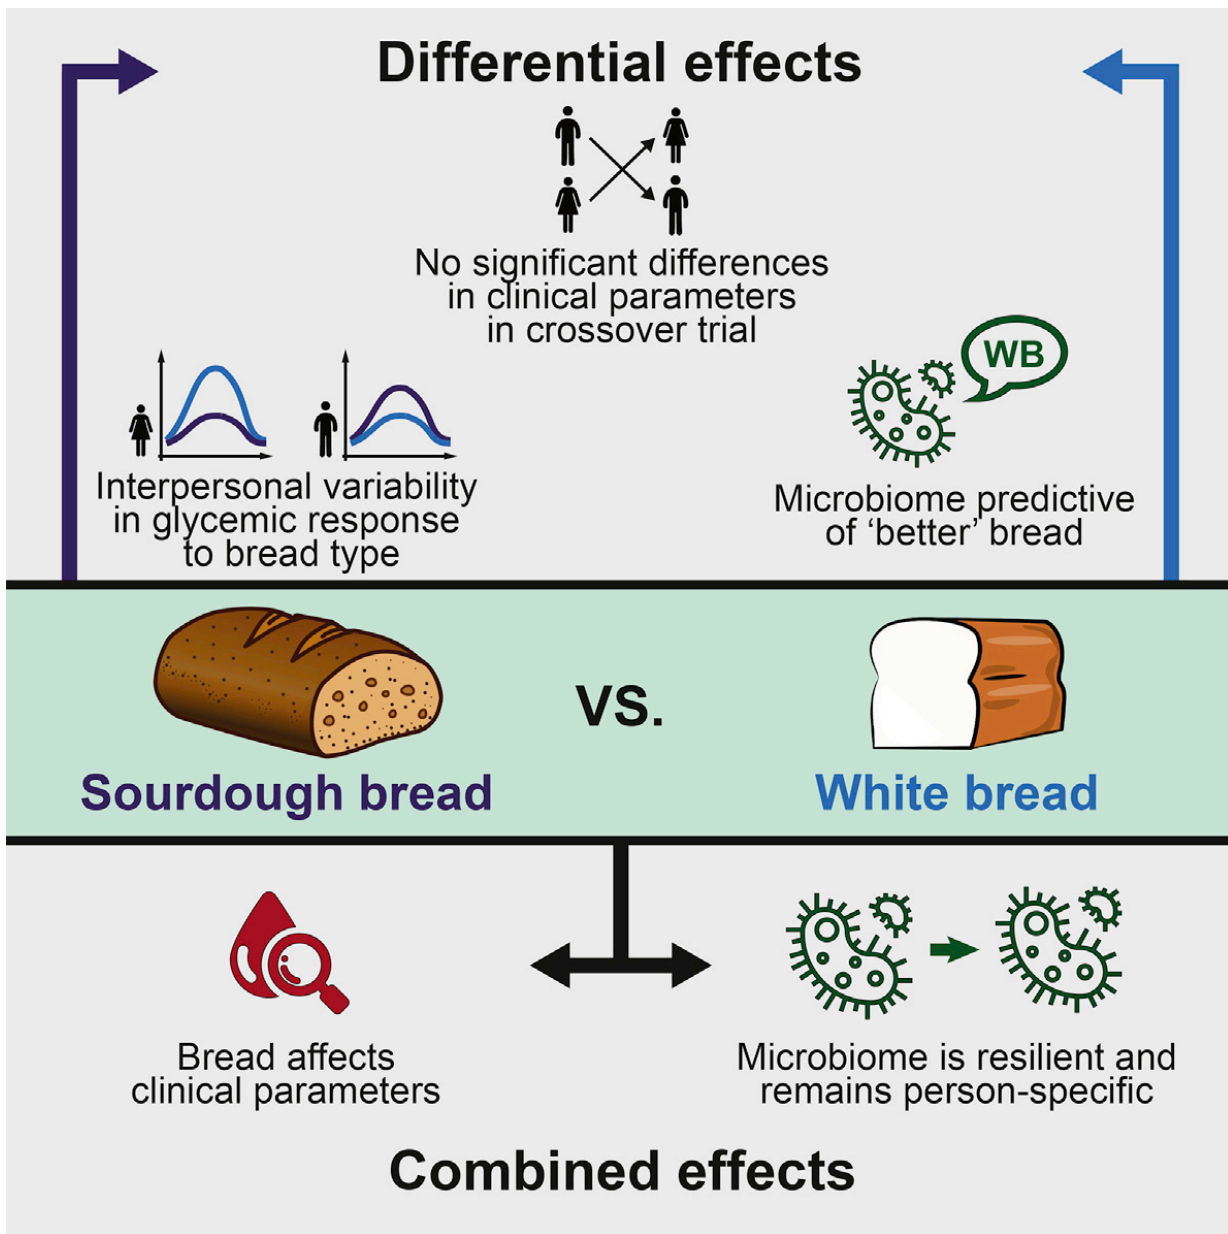 Differential effects
No significant differences
in clinical parameters
in crossover trial
WB
Interpersonal variability
in glycemic response
to bread type
Microbiome predictive
of ‘better’ bread
Sourdough bread
VS.
White bread
Bread affects
clinical parameters
Microbiome is resilient and
remains person-specific
Combined effects